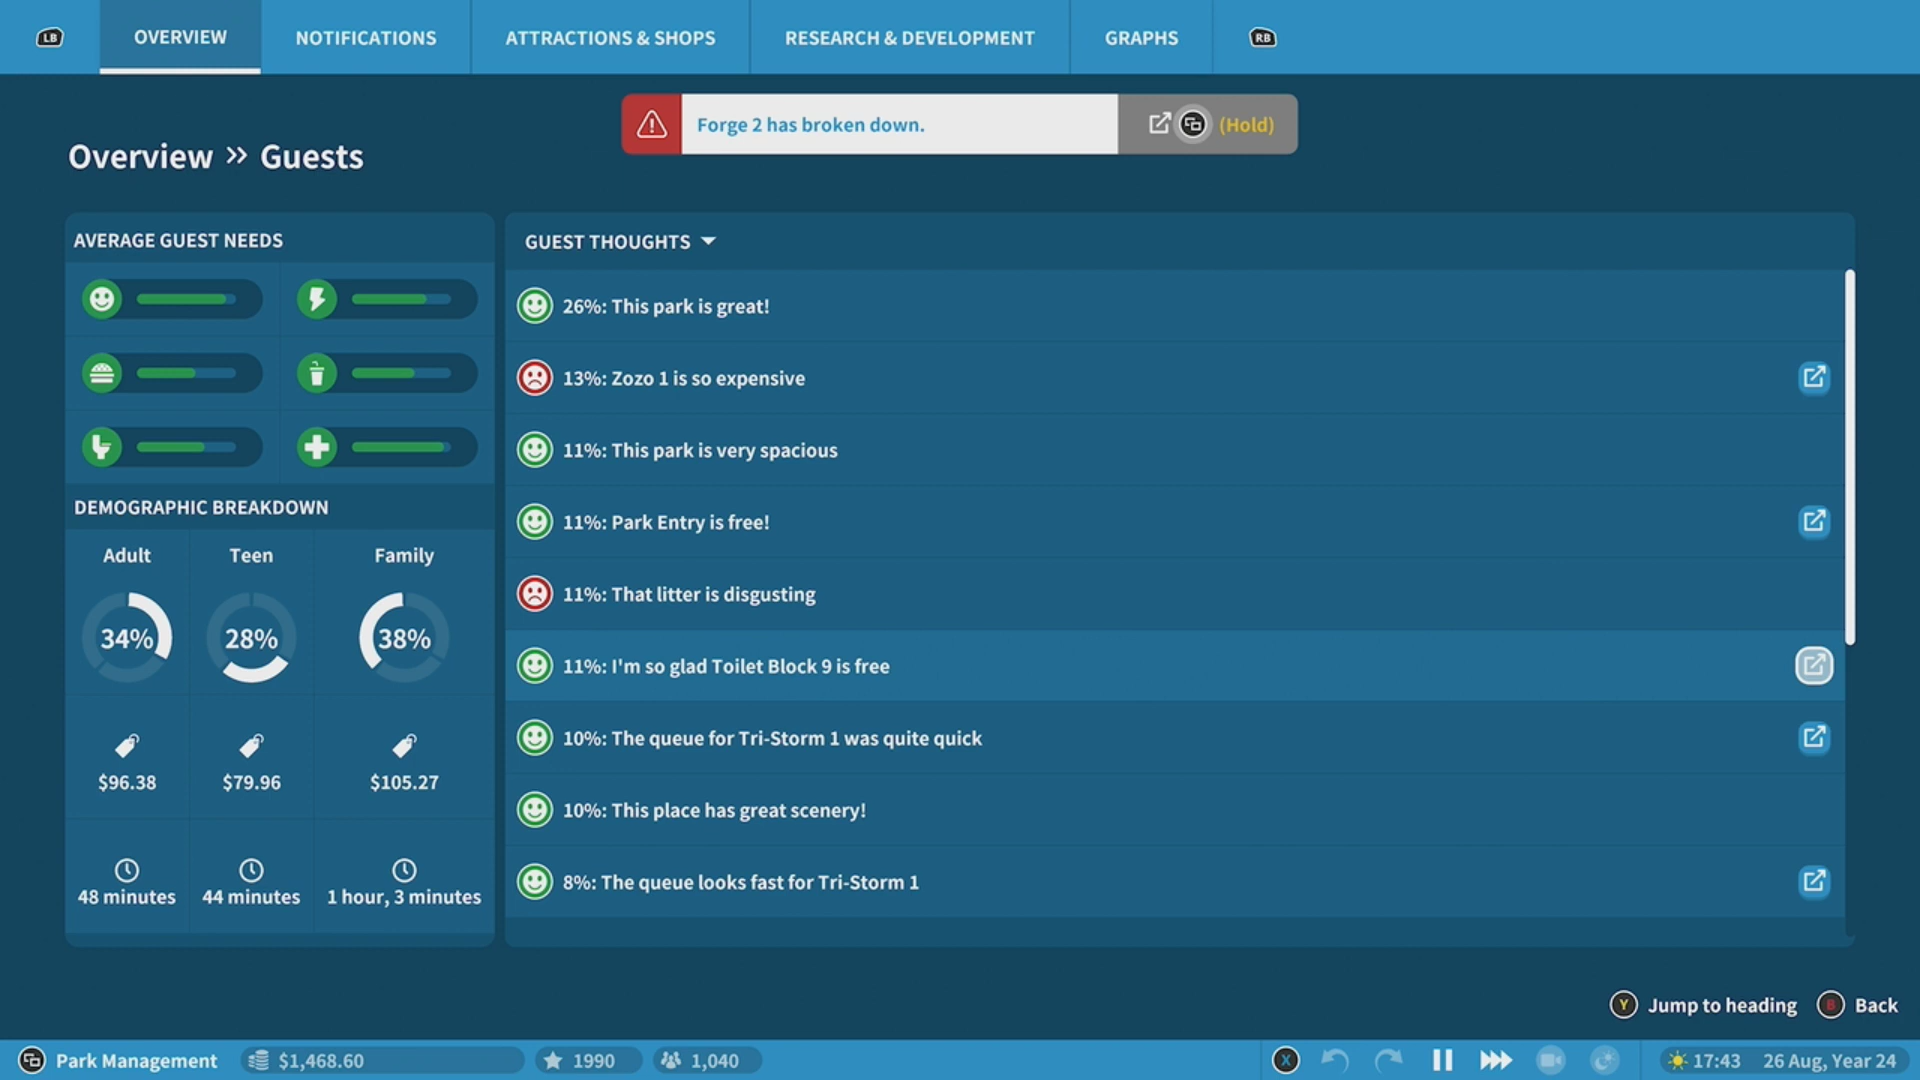 LB
OVERVIEW
NOTIFICATIONS
ATTRACTIONS & SHOPS
RESEARCH & DEVELOPMENT
GRAPHS
RB
Forge 2 has broken down.
(Hold)
Overview » Guests
AVERAGE GUEST NEEDS
DEMOGRAPHIC BREAKDOWN
Adult Teen Family
34% 28% 38%
$96.38 $79.96 $105.27
48 minutes 44 minutes 1 hour, 3 minutes
GUEST THOUGHTS
26%: This park is great!
13%: Zozo 1 is so expensive
11%: This park is very spacious
11%: Park Entry is free!
11%: That litter is disgusting
11%: I'm so glad Toilet Block 9 is free
10%: The queue for Tri-Storm 1 was quite quick
10%: This place has great scenery!
8%: The queue looks fast for Tri-Storm 1
Y Jump to heading B Back
Park Management $1,468.60 1990 1,040 X 17:43 26 Aug, Year 24